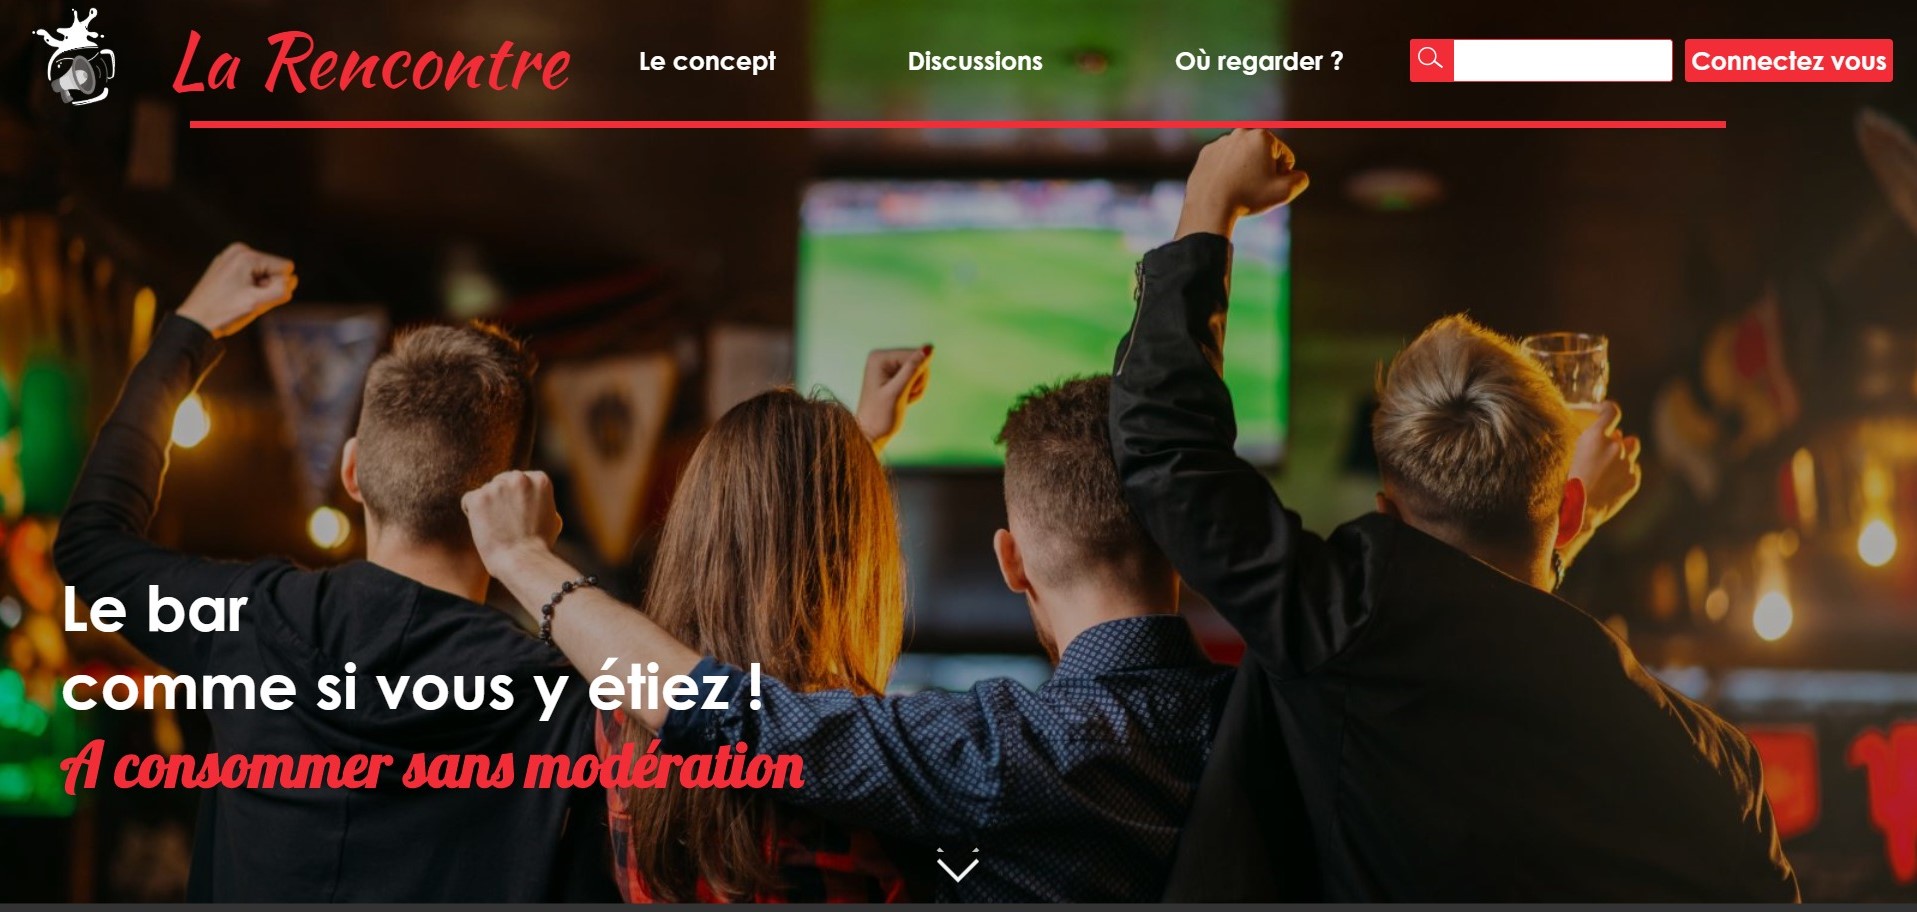 La Rencontre
Le concept
Discussions
Où regarder ?
Connectez vous
Le bar
comme si vous y étiez !
A consommer sans modération